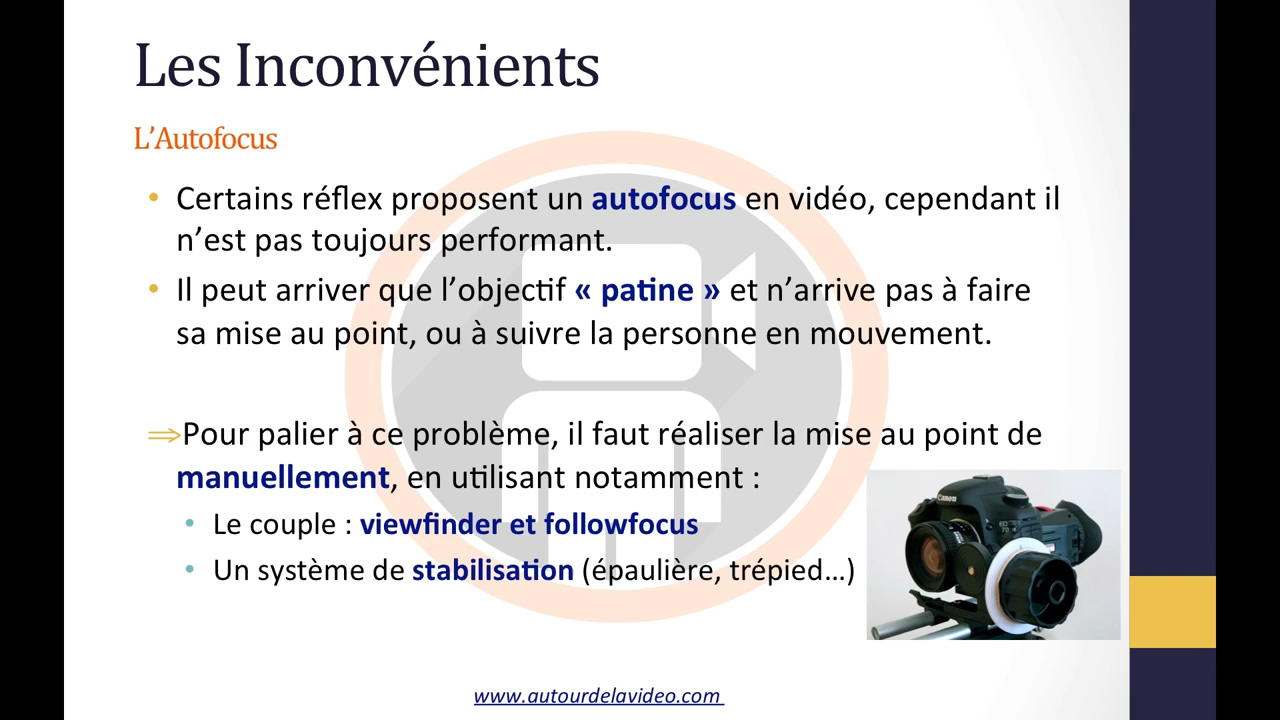 Les Inconvénients
L’Autofocus
• Certains réflex proposent un autofocus en vidéo, cependant il
n’est pas toujours performant.
• Il peut arriver que l’objectif « patine » et n’arrive pas à faire
sa mise au point, ou à suivre la personne en mouvement.
⇒Pour palier à ce problème, il faut réaliser la mise au point de
manuellement, en utilisant notamment :
• Le couple : viewfinder et followfocus
• Un système de stabilisation (épaulière, trépied…)
Canon
EOS
7D
www.autourdelavideo.com